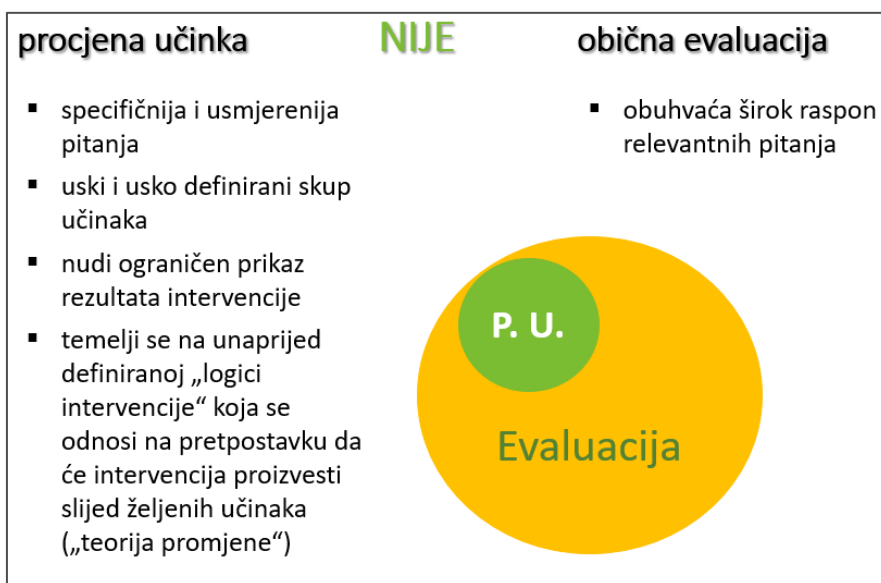 procjena učinka NIJE obična evaluacija
▪ specifičnija i usmjerenija
pitanja
▪ uski i usko definirani skup
učinaka
▪ nudi ograničen prikaz
rezultata intervencije
▪ temelji se na unaprijed
definiranoj „logici
intervencije“ koja se
odnosi na pretpostavku da
će intervencija proizvesti
slijed željenih učinaka
(„teorija promjene“)
▪ obuhvaća širok raspon
relevantnih pitanja
P. U.
Evaluacija